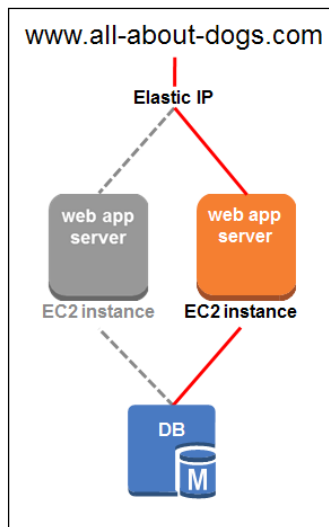 www.all-about-dogs.com
Elastic IP
web app
server
web app
server
EC2 instance
EC2 instance
DB
M